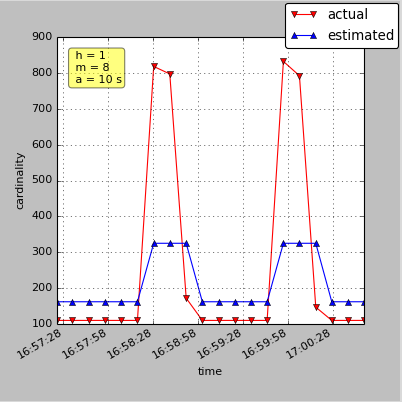 actual
estimated
h = 1
m = 8
a = 10 s
900
800
700
600
500
400
300
200
100
cardinality
16:57:28
16:57:58
16:58:28
16:58:58
16:59:28
16:59:58
17:00:28
time